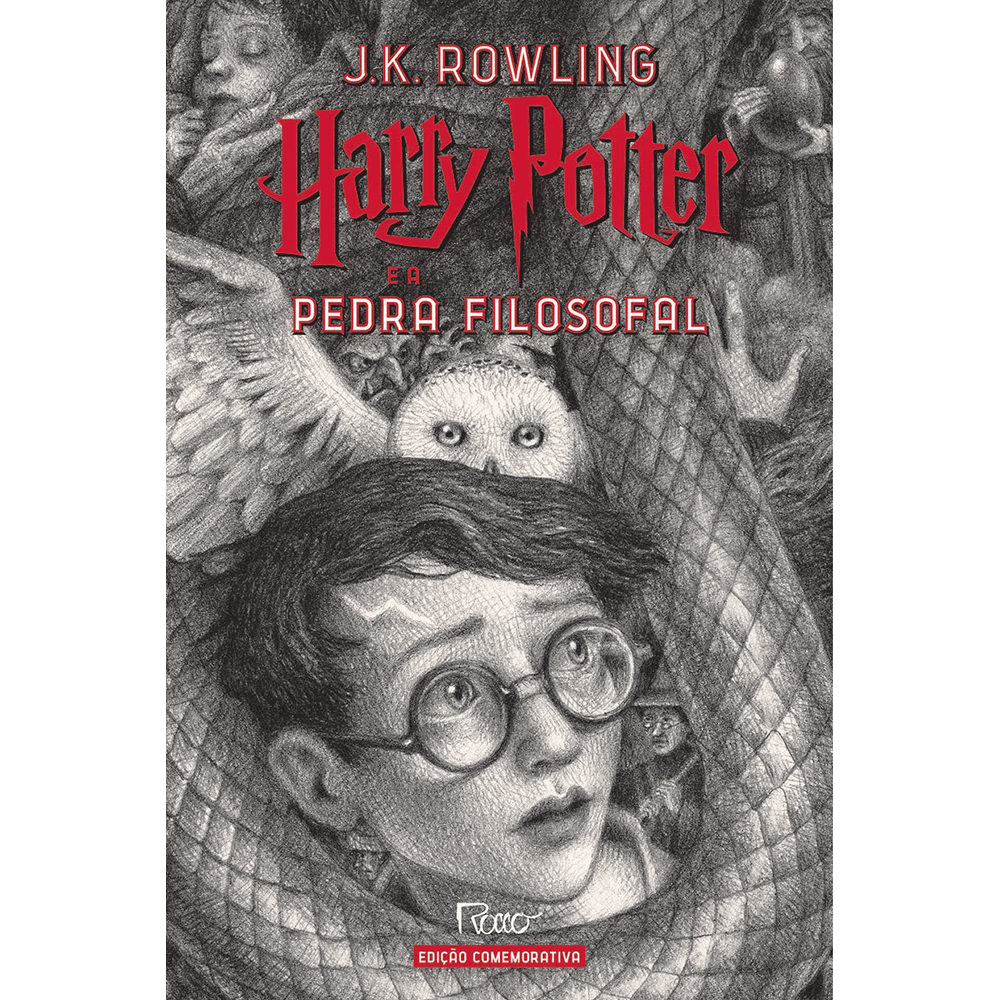 J.K. ROWLING
Harry Potter
E A
PEDRA FILOSOFAL
Rocco
EDIÇÃO COMEMORATIVA